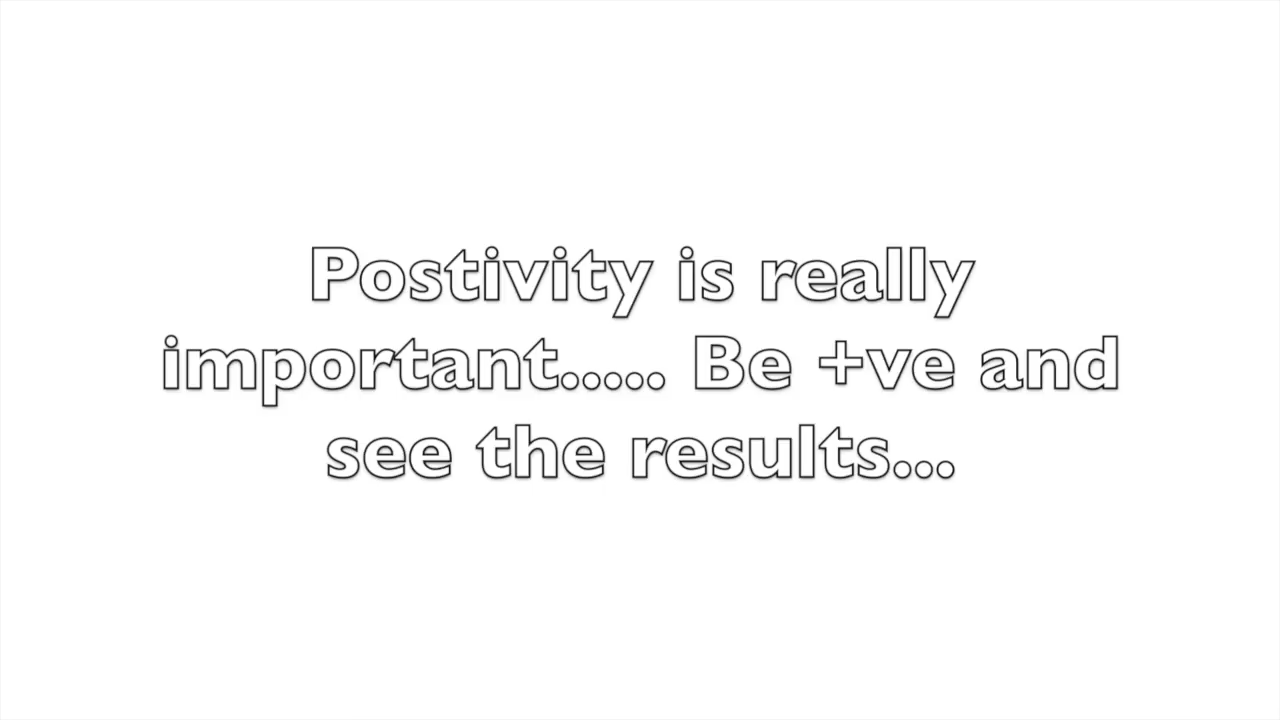 Postivity is really
important..... Be +ve and
see the results...